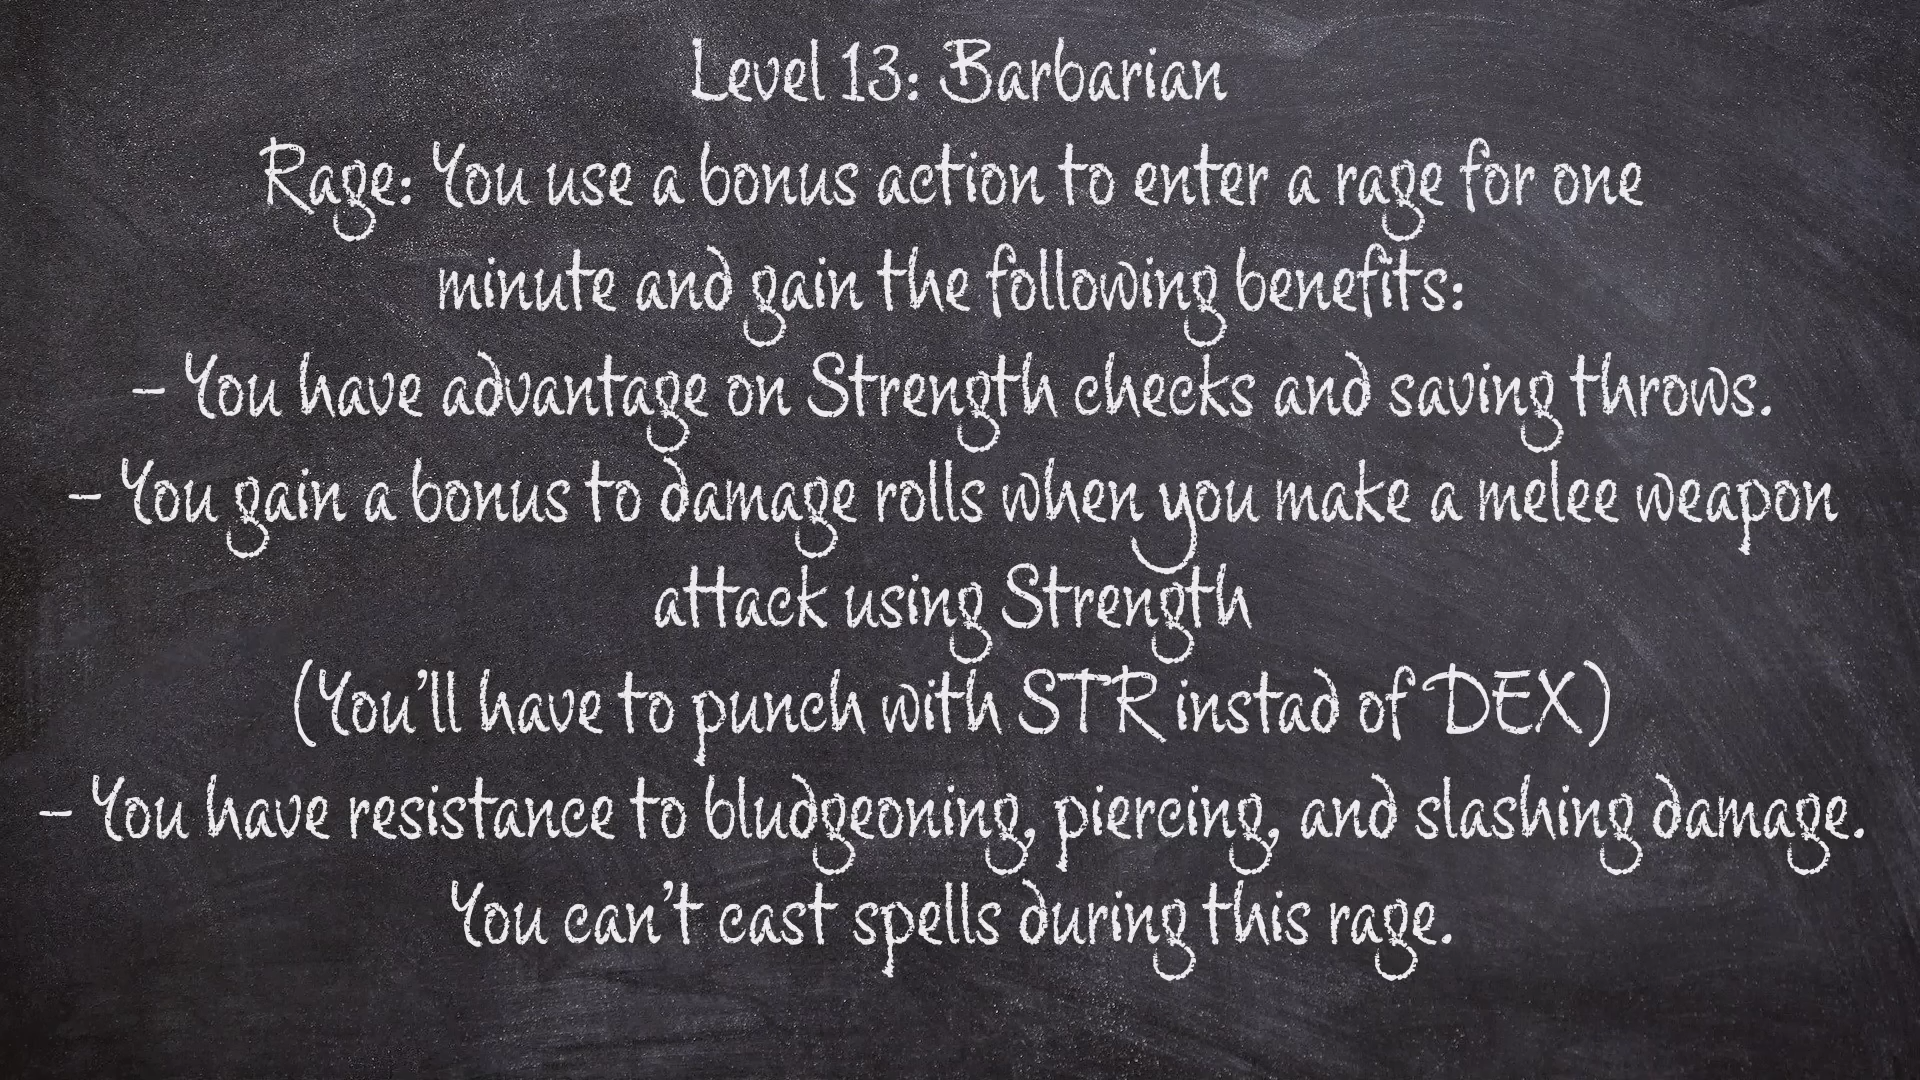 Level 13: Barbarian
Rage: You use a bonus action to enter a rage for one
minute and gain the following benefits:
– You have advantage on Strength checks and saving throws.
– You gain a bonus to damage rolls when you make a melee weapon
attack using Strength
(You'll have to punch with STR instad of DEX)
– You have resistance to bludgeoning, piercing, and slashing damage.
You can't cast spells during this rage.